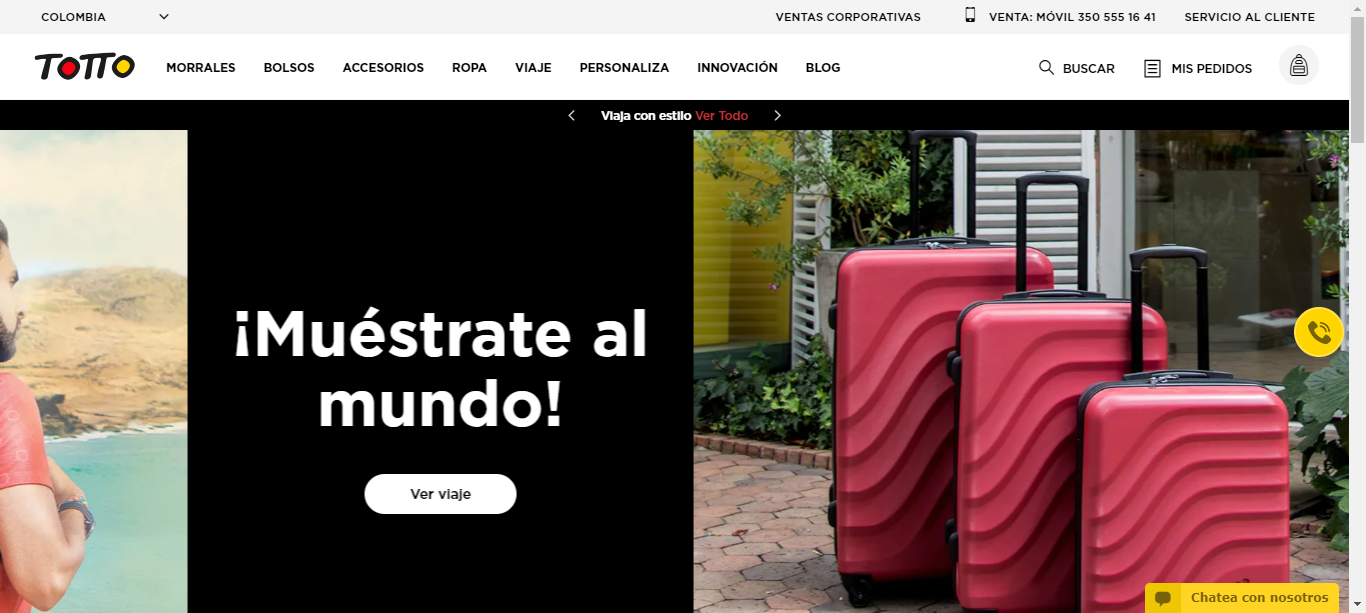 COLOMBIA
VENTAS CORPORATIVAS
VENTA: MÓVIL 350 555 16 41
SERVICIO AL CLIENTE
TOTTO
MORRALES
BOLSOS
ACCESORIOS
ROPA
VIAJE
PERSONALIZA
INNOVACIÓN
BLOG
BUSCAR
MIS PEDIDOS
Viaja con estilo Ver Todo
¡Muéstrate al
mundo!
Ver viaje
Chatea con nosotros